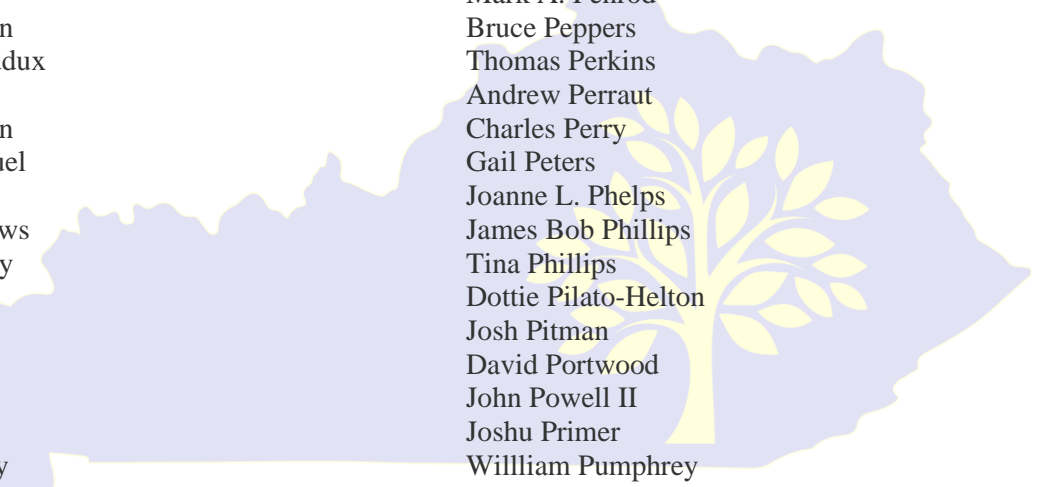 Bruce Peppers
Thomas Perkins
Andrew Perraut
Charles Perry
Gail Peters
Joanne L. Phelps
James Bob Phillips
Tina Phillips
Dottie Pilato-Helton
Josh Pitman
David Portwood
John Powell II
Joshu Primer
Willliam Pumphrey